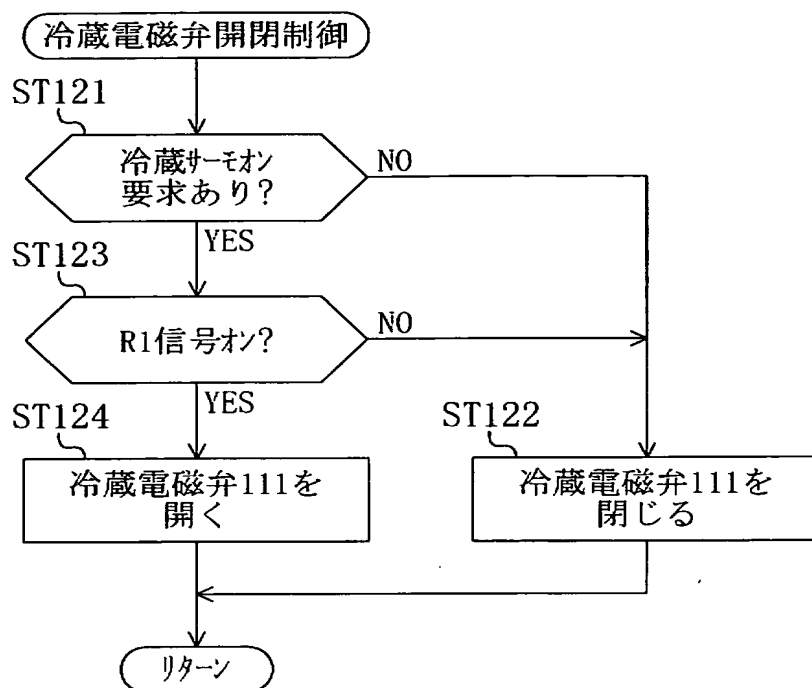 冷蔵電磁弁開閉制御
ST121
冷蔵サーモオン
要求あり?
NO
YES
ST123
R1信号オン?
NO
YES
ST124
冷蔵電磁弁111を
開く
ST122
冷蔵電磁弁111を
閉じる
リターン